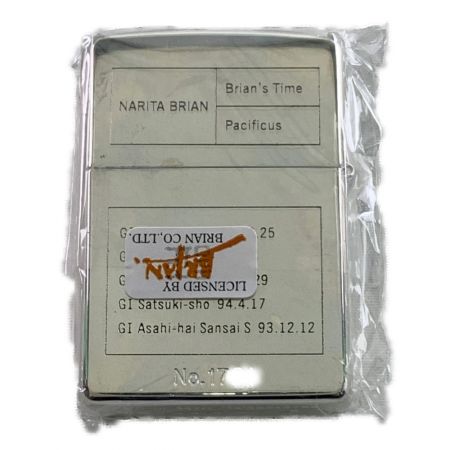 NARITA BRIAN
Brian's Time
Pacificus
G 25
G
G 29
GI Satsuki-sho 94.4.17
GI Asahi-hai Sansai S 93.12.12
LICENSED BY
BRIAN.
BRIAN CO.,LTD.
No.17